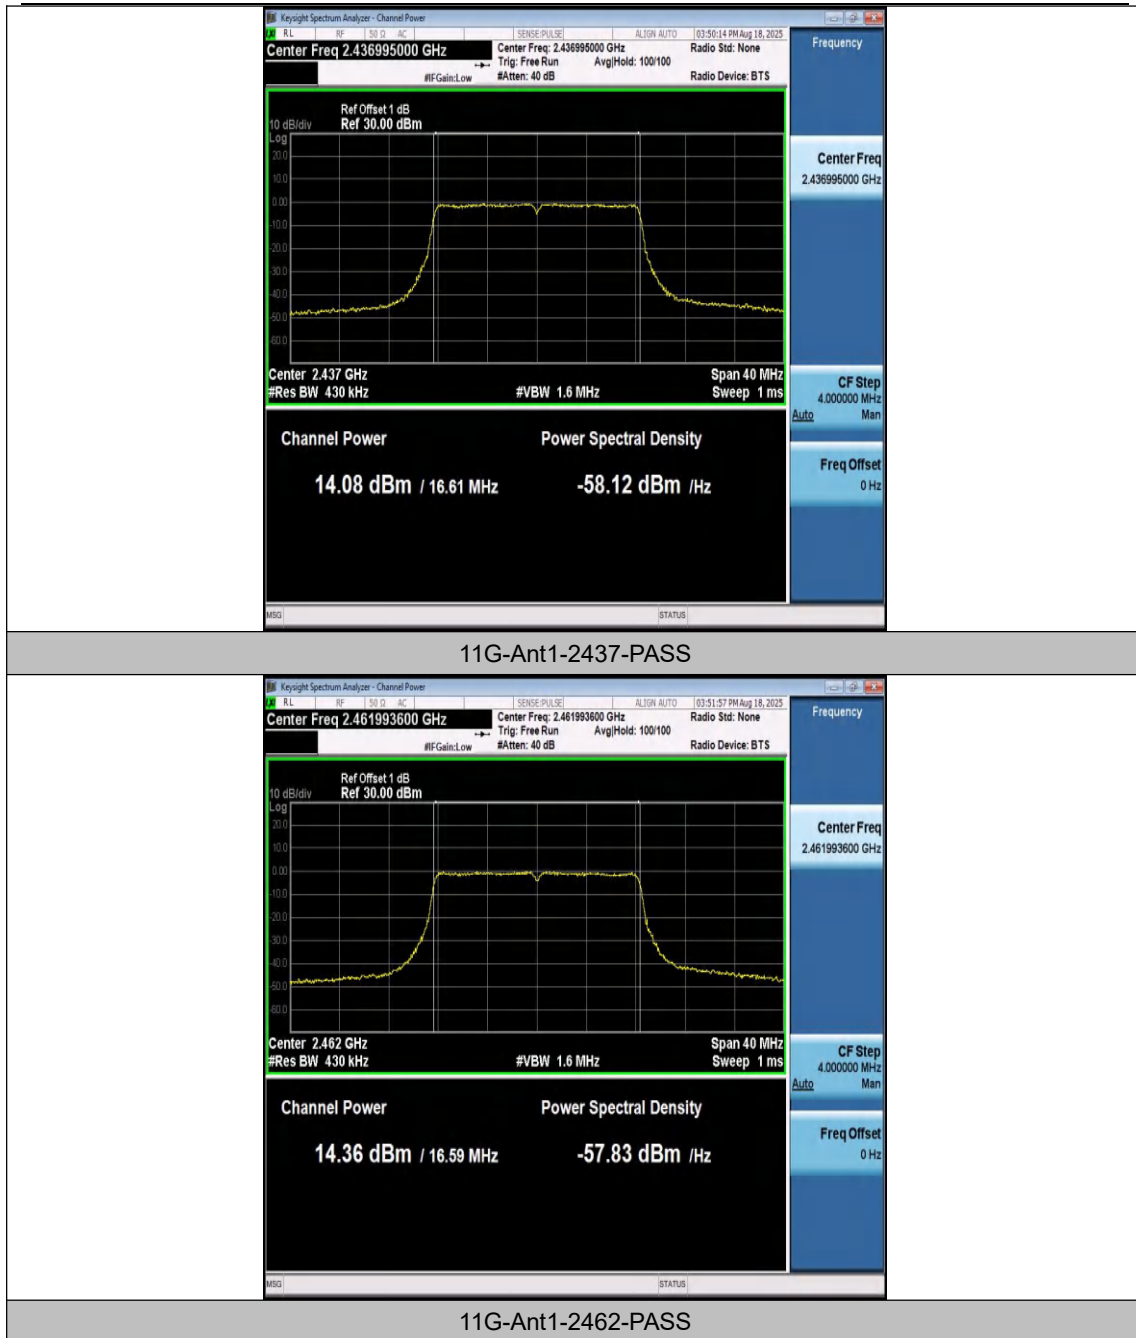 Keysight Spectrum Analyzer - Channel Power
RL RF 50 Ω AC SENSE:PULSE ALIGN AUTO 03:50:14 PM Aug 18, 2025
Center Freq 2.436995000 GHz Center Freq: 2.436995000 GHz Radio Std: None Frequency
Trig: Free Run Avg|Hold: 100/100
#IFGain:Low #Atten: 40 dB Radio Device: BTS
Ref Offset 1 dB
10 dB/div Ref 30.00 dBm
Log
20.0
10.0
0.00
-10.0
-20.0
-30.0
-40.0
-50.0
-60.0
Center 2.437 GHz Span 40 MHz
#Res BW 430 kHz #VBW 1.6 MHz Sweep 1 ms
Channel Power Power Spectral Density
14.08 dBm / 16.61 MHz -58.12 dBm /Hz
Center Freq
2.436995000 GHz
CF Step
4.000000 MHz
Auto Man
Freq Offset
0 Hz
MSG STATUS
11G-Ant1-2437-PASS
Keysight Spectrum Analyzer - Channel Power
RL RF 50 Ω AC SENSE:PULSE ALIGN AUTO 03:51:57 PM Aug 18, 2025
Center Freq 2.461993600 GHz Center Freq: 2.461993600 GHz Radio Std: None Frequency
Trig: Free Run Avg|Hold: 100/100
#IFGain:Low #Atten: 40 dB Radio Device: BTS
Ref Offset 1 dB
10 dB/div Ref 30.00 dBm
Log
20.0
10.0
0.00
-10.0
-20.0
-30.0
-40.0
-50.0
-60.0
Center 2.462 GHz Span 40 MHz
#Res BW 430 kHz #VBW 1.6 MHz Sweep 1 ms
Channel Power Power Spectral Density
14.36 dBm / 16.59 MHz -57.83 dBm /Hz
Center Freq
2.461993600 GHz
CF Step
4.000000 MHz
Auto Man
Freq Offset
0 Hz
MSG STATUS
11G-Ant1-2462-PASS